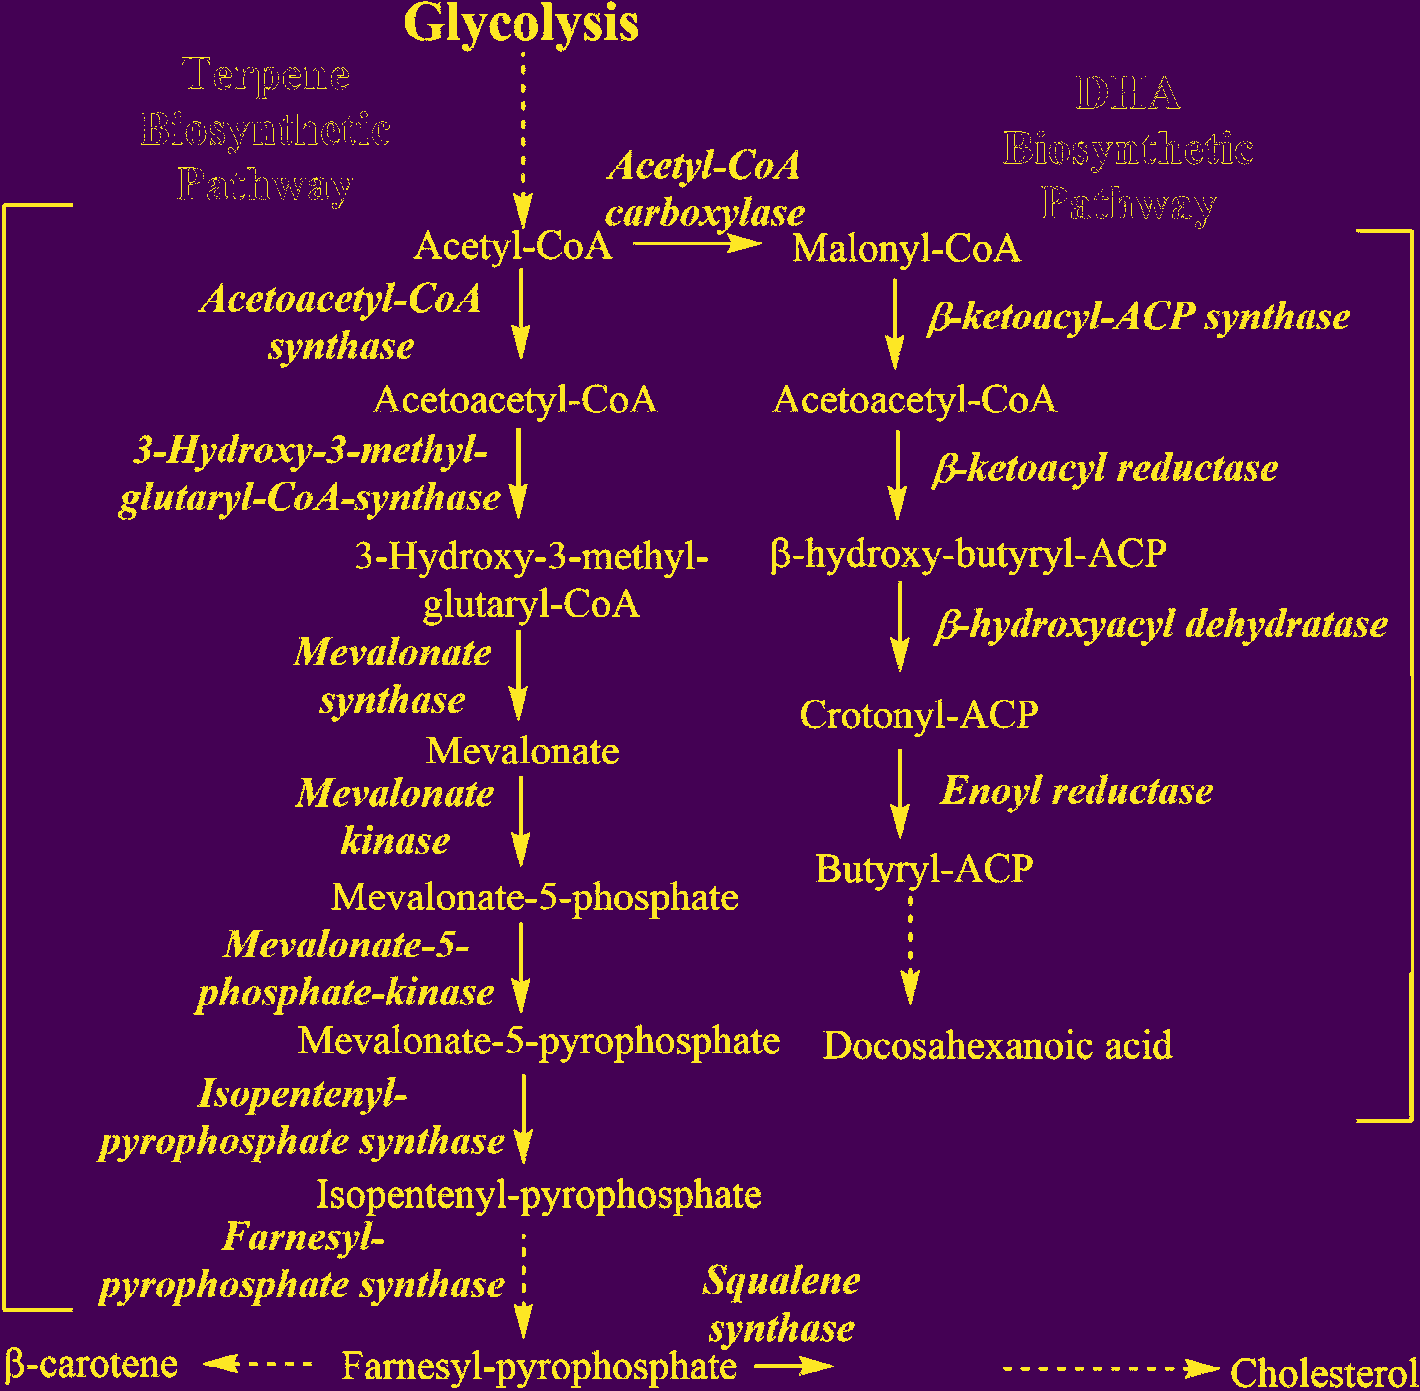 Glycolysis
Terpene
Biosynthetic
Pathway
DHA
Biosynthetic
Pathway
Acetyl-CoA
carboxylase
Acetyl-CoA
Malonyl-CoA
Acetoacetyl-CoA
synthase
β-ketoacyl-ACP synthase
Acetoacetyl-CoA
Acetoacetyl-CoA
3-Hydroxy-3-methyl-
glutaryl-CoA-synthase
β-ketoacyl reductase
3-Hydroxy-3-methyl-
glutaryl-CoA
β-hydroxy-butyryl-ACP
Mevalonate
synthase
β-hydroxyacyl dehydratase
Mevalonate
Crotonyl-ACP
Mevalonate
kinase
Enoyl reductase
Mevalonate-5-phosphate
Butyryl-ACP
Mevalonate-5-
phosphate-kinase
Mevalonate-5-pyrophosphate
Docosahexanoic acid
Isopentenyl-
pyrophosphate synthase
Isopentenyl-pyrophosphate
Farnesyl-
pyrophosphate synthase
Squalene
synthase
β-carotene
Farnesyl-pyrophosphate
Cholesterol